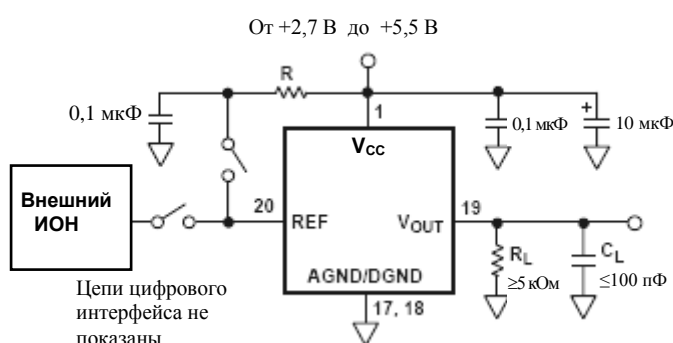 От +2,7 В до +5,5 В
R
0,1 мкФ
1
+
0,1 мкФ
10 мкФ
VCC
Внешний
ИОН
20
REF
VOUT
19
AGND/DGND
RL
≥5 кОм
CL
≤100 пФ
17, 18
Цепи цифрового
интерфейса не
показаны